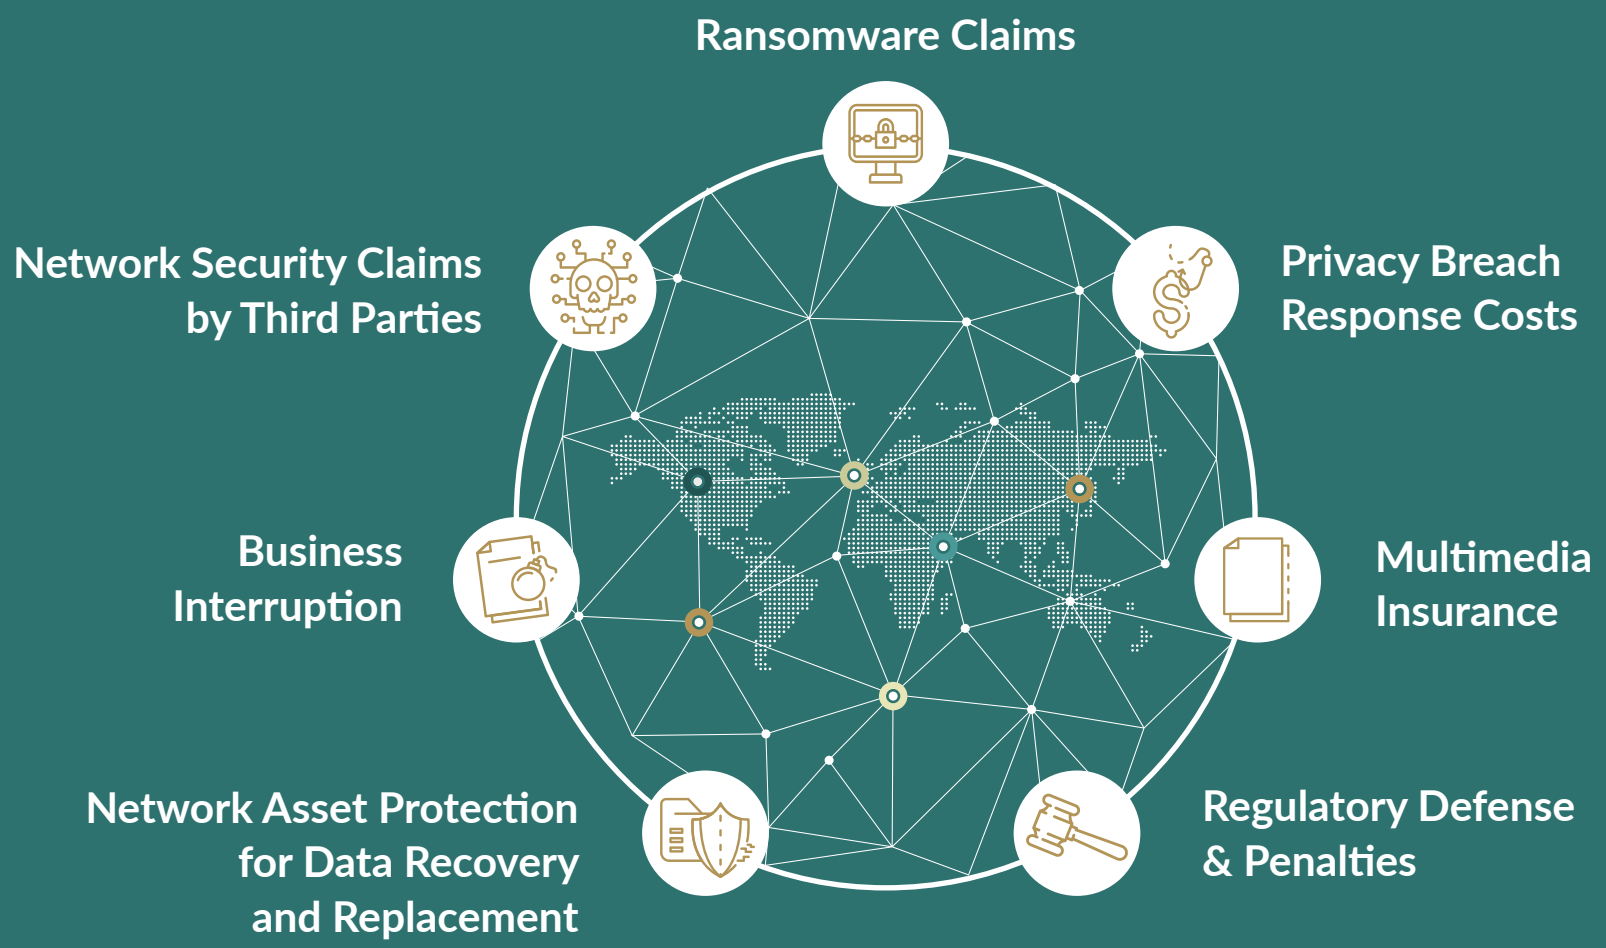 Ransomware Claims
Network Security Claims
by Third Parties
Privacy Breach
Response Costs
Business
Interruption
Multimedia
Insurance
Network Asset Protection
for Data Recovery
and Replacement
Regulatory Defense
& Penalties